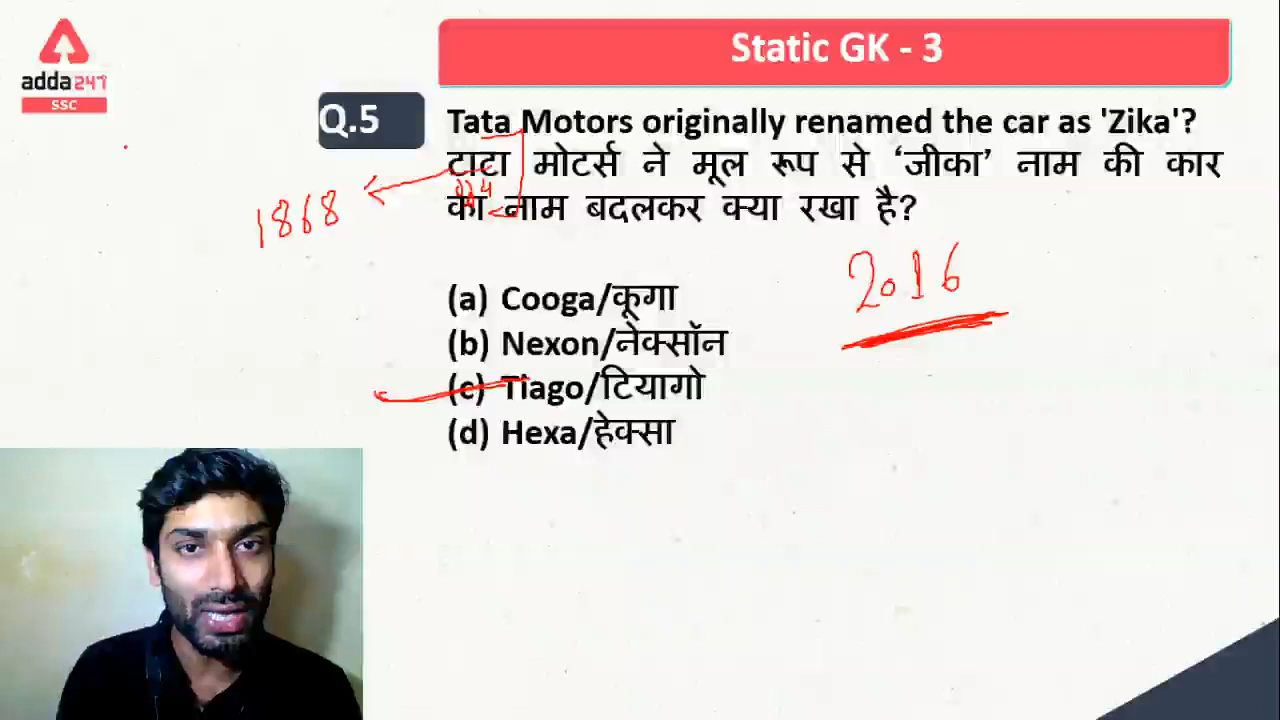 Static GK - 3
adda247
SSC
Q.5
Tata Motors originally renamed the car as 'Zika'?
टाटा मोटर्स ने मूल रूप से ‘जीका’ नाम की कार
का नाम बदलकर क्या रखा है?
1868
2016
(a) Cooga/कूगा
(b) Nexon/नेक्सॉन
(c) Tiago/टियागो
(d) Hexa/हेक्सा